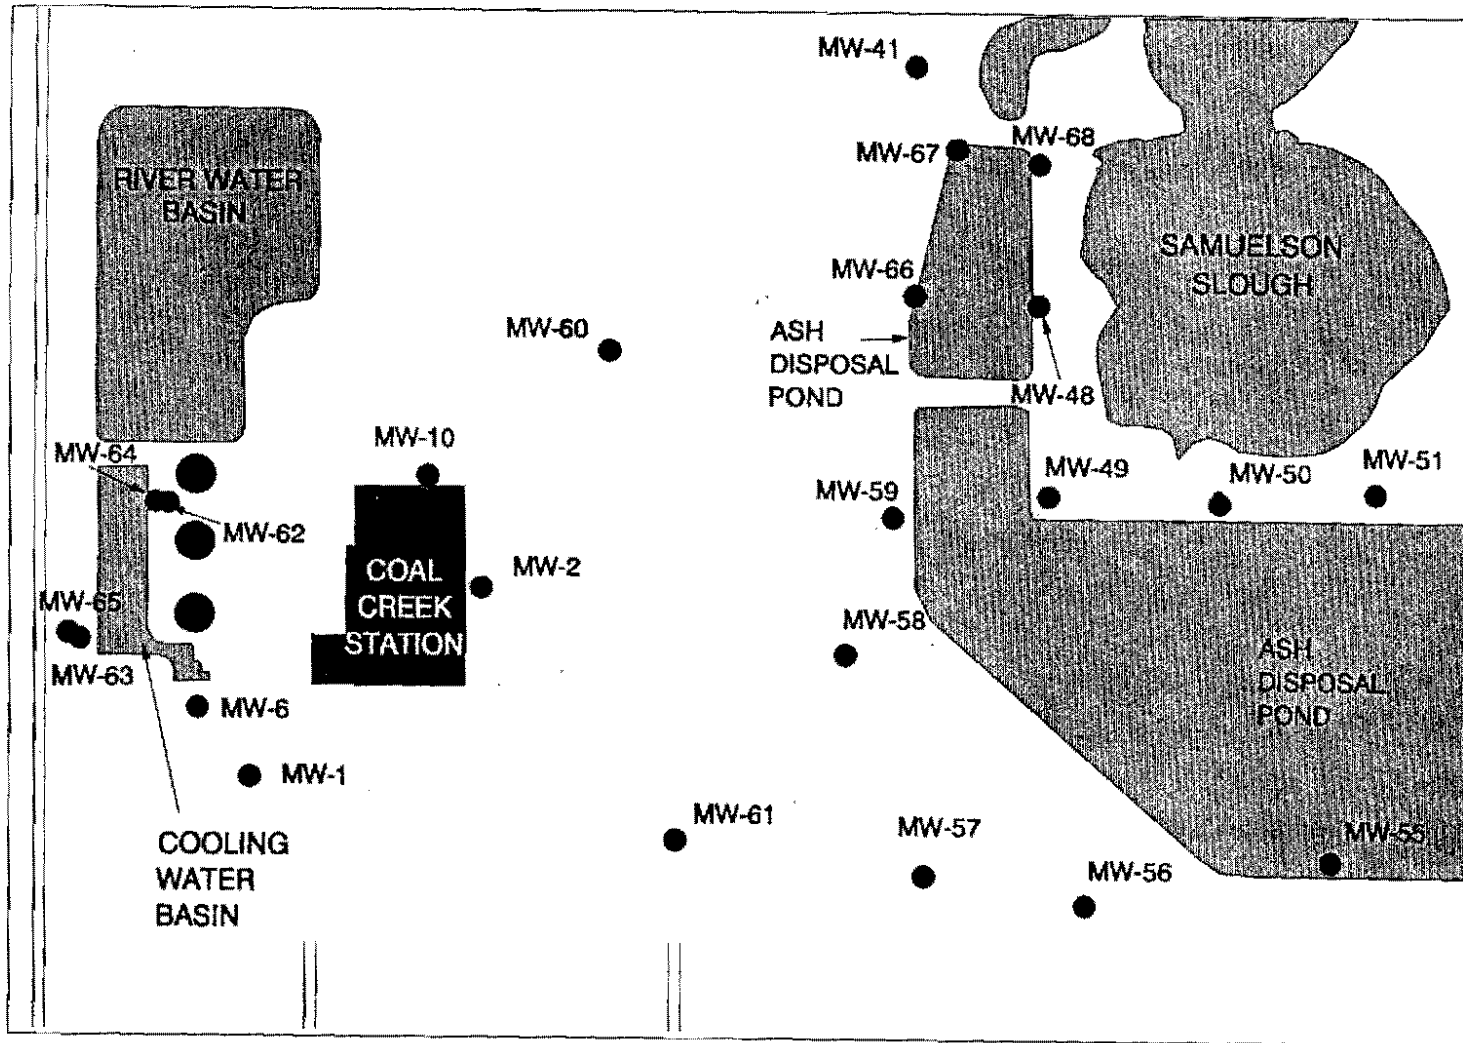 MW-41
MW-67
MW-68
RIVER WATER
BASIN
SAMUELSON
SLOUGH
MW-66
MW-60
ASH
DISPOSAL
POND
MW-48
MW-10
MW-64
MW-59
MW-49
MW-50
MW-51
MW-62
COAL
CREEK
STATION
MW-2
MW-65
MW-63
MW-58
ASH
DISPOSAL
POND
MW-6
MW-1
MW-61
MW-57
MW-55
MW-56
COOLING
WATER
BASIN